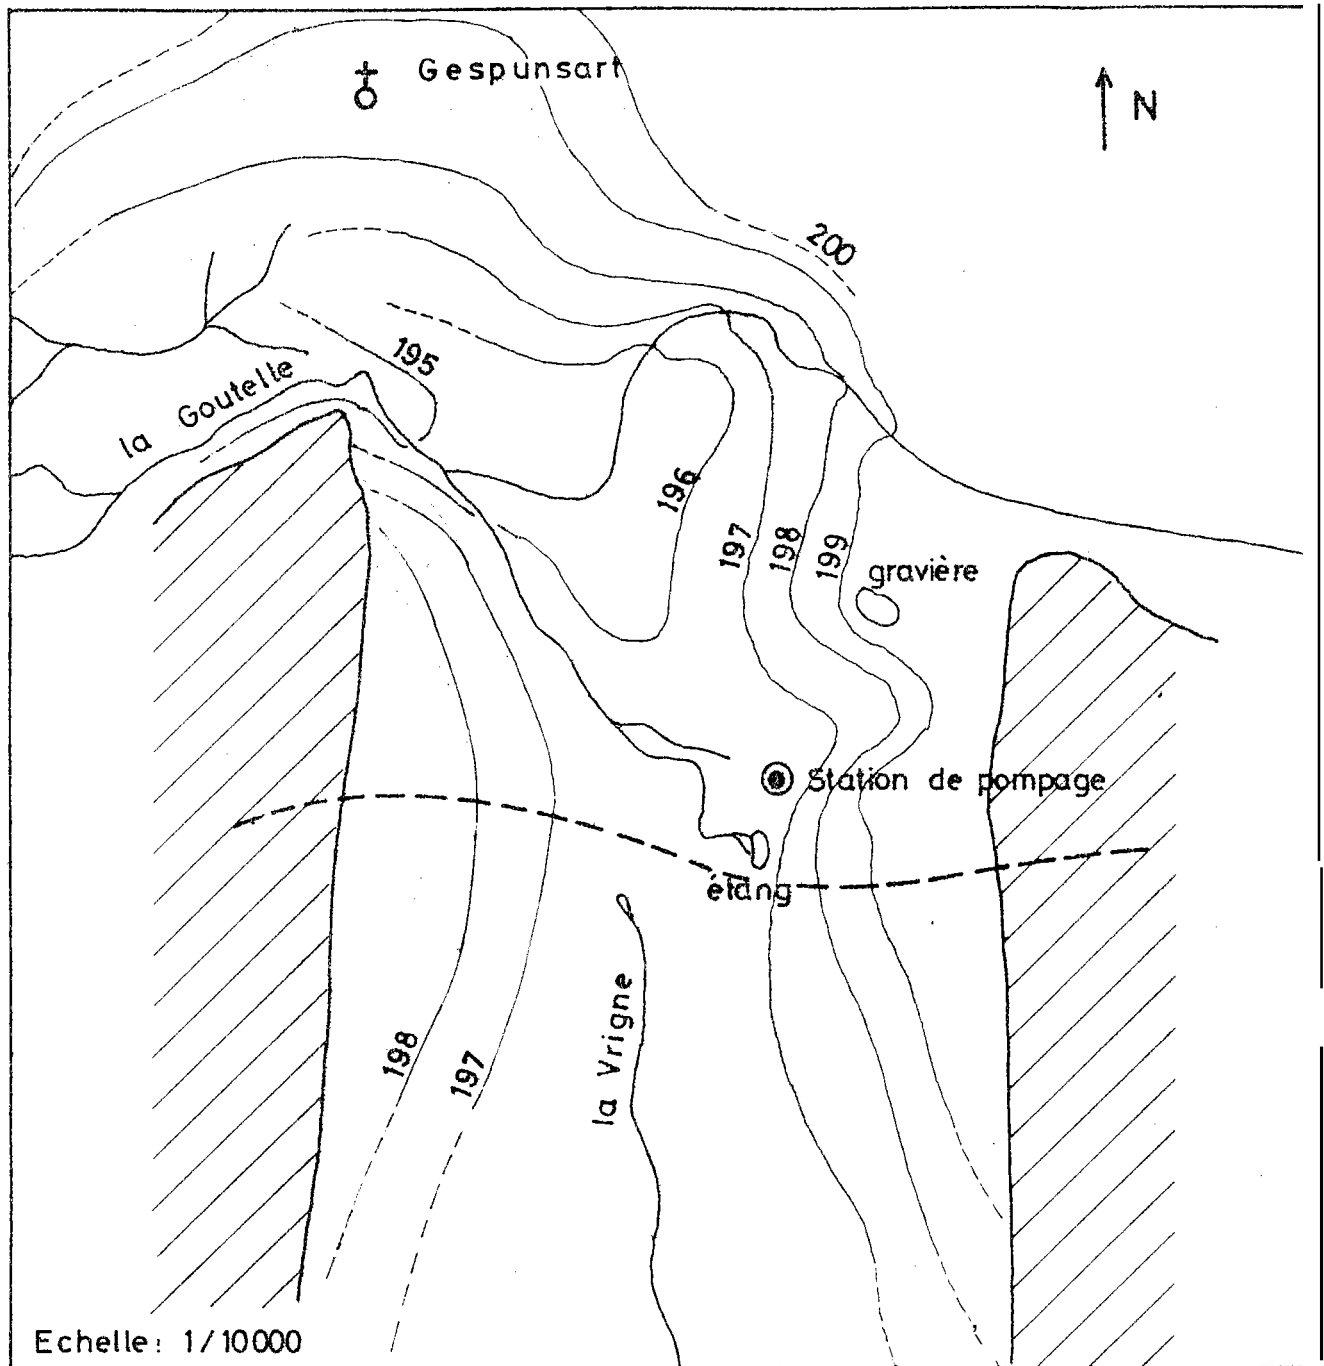 Gespunsart
N
200
195
la Goutelle
196
197
198
199
gravière
Station de pompage
étang
la Vrigne
198
197
Echelle: 1/10000